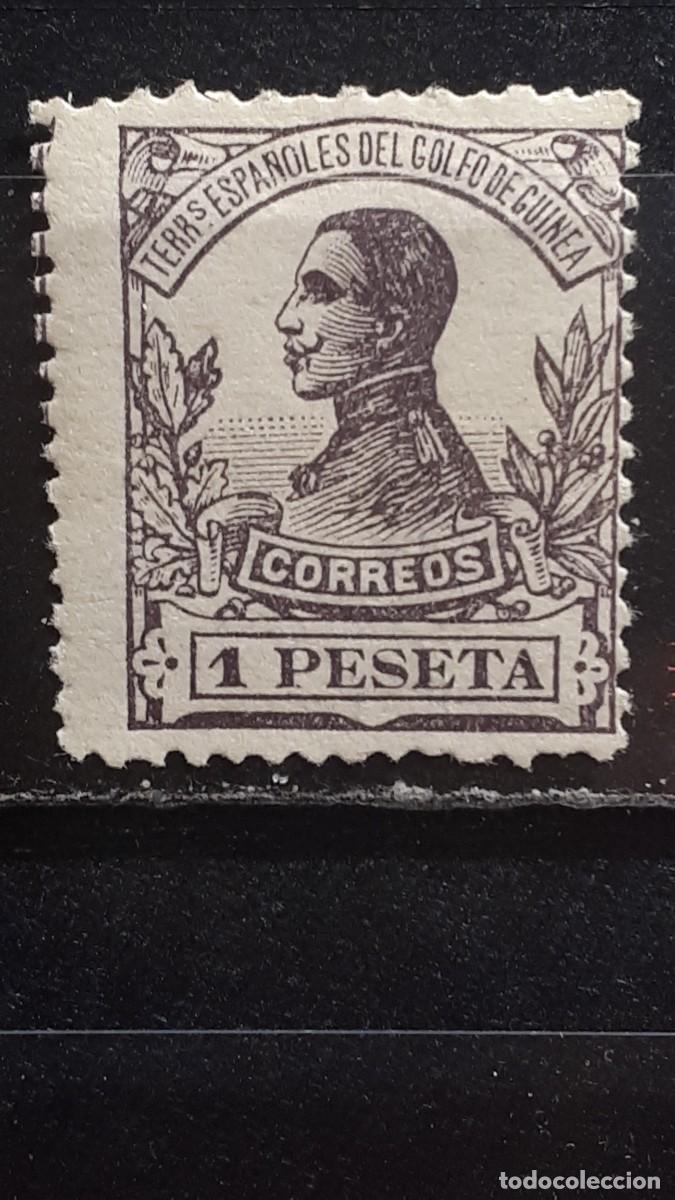 TERRS. ESPAÑOLES DEL GOLFO DE GUINEA
CORREOS
1 PESETA
todocoleccion